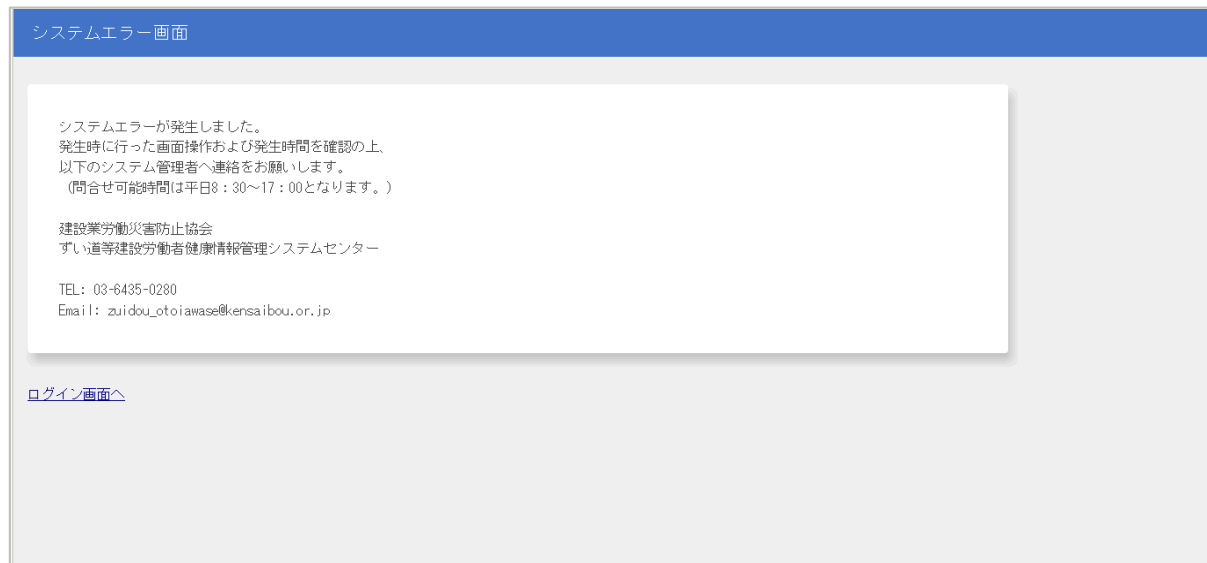 システムエラー画面
システムエラーが発生しました。
発生時に行った画面操作および発生時間を確認の上、
以下のシステム管理者へ連絡をお願いします。
（問合せ可能時間は平日8：30～17：00となります。）
建設業労働災害防止協会
ずい道等建設労働者健康情報管理システムセンター
TEL: 03-6435-0280
Email: zuidou_otoiawase@kensaibou.or.jp
ログイン画面へ